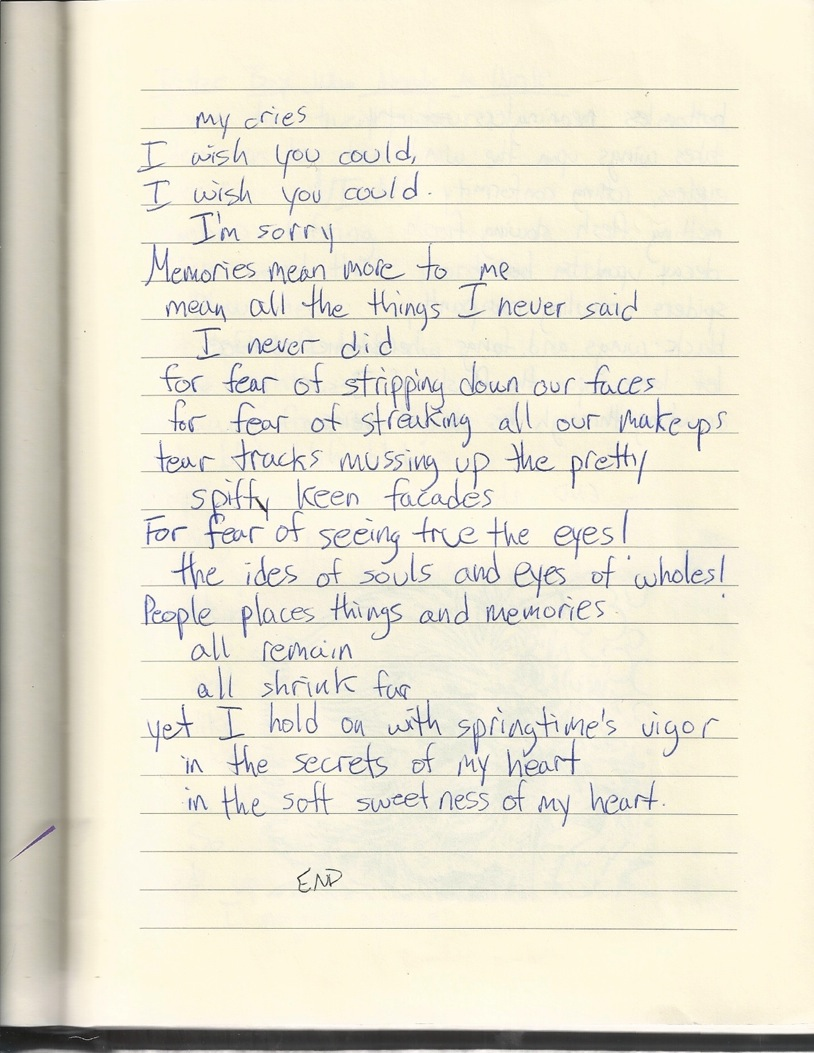 my cries
I wish you could,
I wish you could.
I'm sorry
Memories mean more to me
mean all the things I never said
I never did
for fear of stripping down our faces
for fear of streaking all our makeups
tear tracks mussing up the pretty
spiffy keen facades
For fear of seeing true the eyes!
the ides of souls and eyes of wholes!
People places things and memories
all remain
all shrink far
yet I hold on with springtime's vigor
in the secrets of my heart
in the soft sweetness of my heart.
END